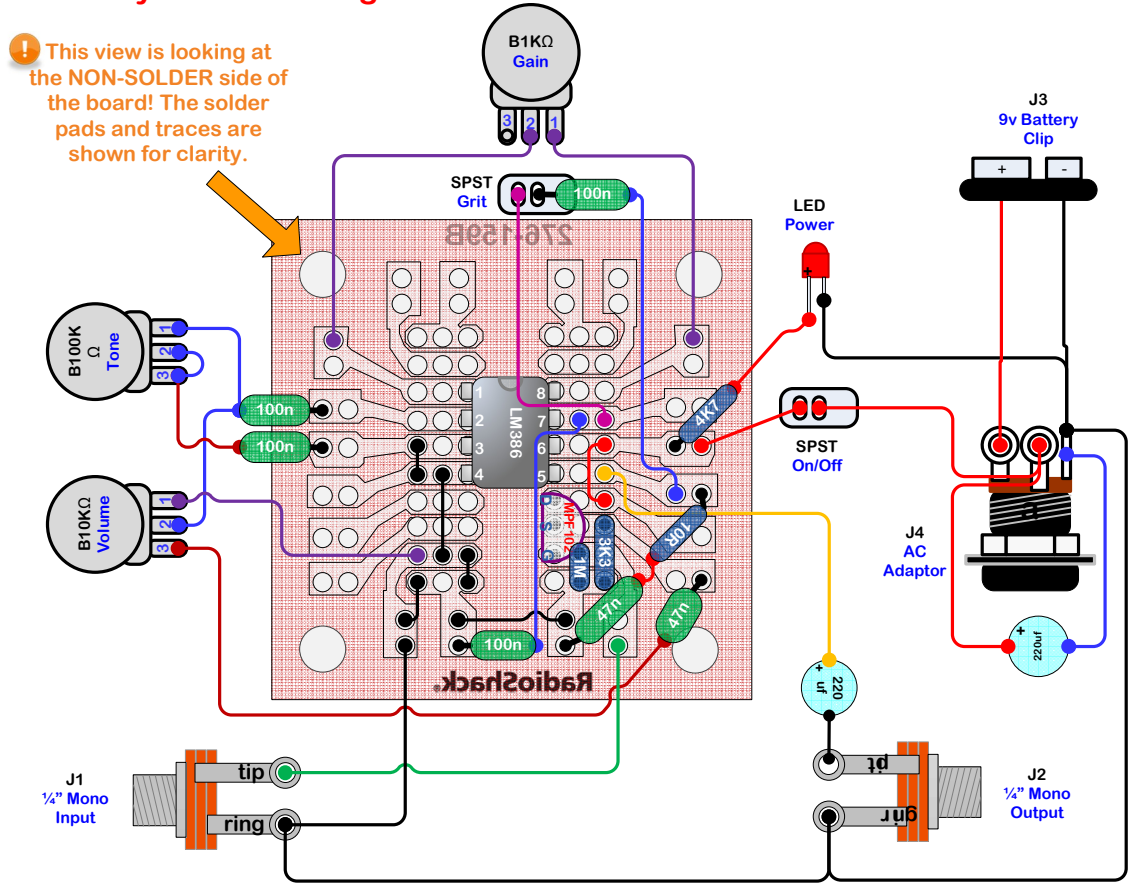 This view is looking at
the NON-SOLDER side of
the board! The solder
pads and traces are
shown for clarity.
B1KΩ
Gain
3 2 1
J3
9v Battery
Clip
+ -
SPST
Grit
100n
LED
Power
+
276-159B
B100K
Ω
Tone
1
2
3
100n
100n
1 8
2 7
3 6
4 5
LM386
4K7
SPST
On/Off
B10KΩ
Volume
1
2
3
D
S
G
MPF102
1M
3K3
10R
J4
AC
Adaptor
47n
47n
100n
+
220uf
RadioShack®
+
220
uf
J1
¼” Mono
Input
tip
ring
tip
ring
J2
¼” Mono
Output